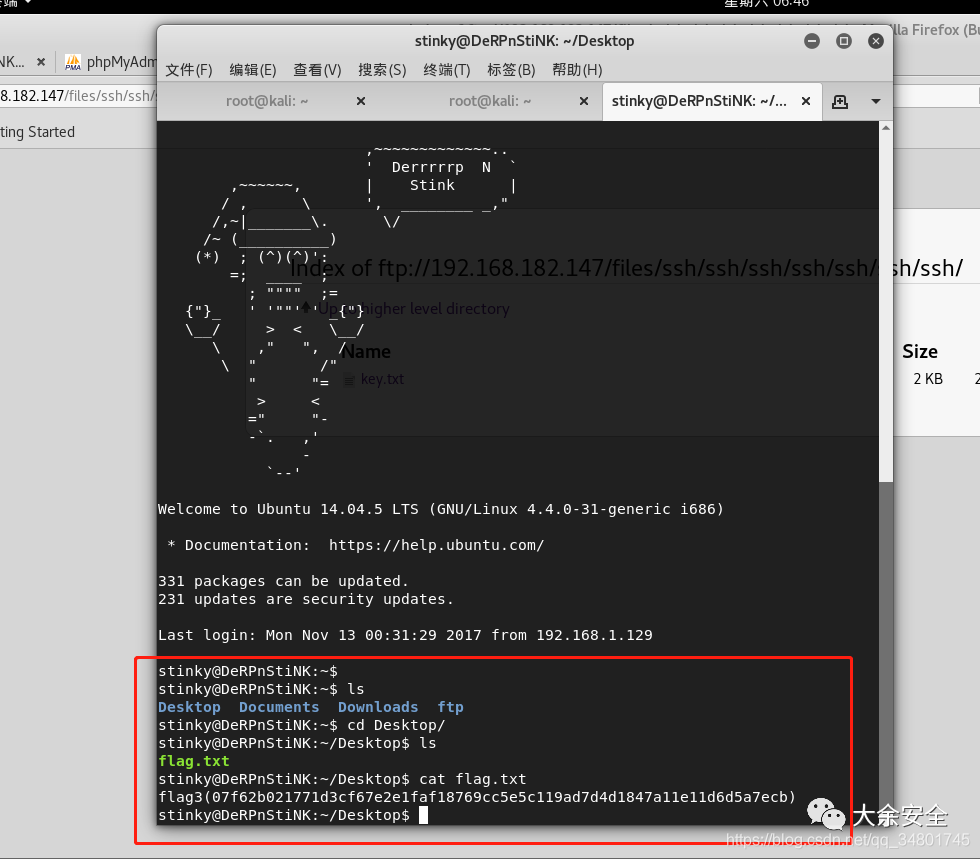 星期六 06:46
lla Firefox (B
stinky@DeRPnStiNK: ~/Desktop
NK...
phpMyAdm
文件(F) 编辑(E) 查看(V) 搜索(S) 终端(T) 标签(B) 帮助(H)
8.182.147/files/ssh/ssh/s
root@kali: ~
root@kali: ~
stinky@DeRPnStiNK: ~/...
ting Started
,~~~~~~~~~~~~~..
'  Derrrrrp  N  `
,~~~~~~,       |    Stink      |
/ ,      \      ',  ________ _,"
/,~|_______\.      \/
/~ (__________)
(*)  ; (^)(^)':
=;  ____  ;
; """"  ;=
{"}_   ' '""' ' _{"}
\__/     >  <   \__/
\    ,"   ",  /
\  "       /"
"      "=
>     <
="     "-
-`.   ,'
-
`--'
Index of ftp://192.168.182.147/files/ssh/ssh/ssh/ssh/ssh/ssh/ssh/
Up to higher level directory
Name
Size
key.txt
2 KB
2
Welcome to Ubuntu 14.04.5 LTS (GNU/Linux 4.4.0-31-generic i686)
* Documentation:  https://help.ubuntu.com/
331 packages can be updated.
231 updates are security updates.
Last login: Mon Nov 13 00:31:29 2017 from 192.168.1.129
stinky@DeRPnStiNK:~$
stinky@DeRPnStiNK:~$ ls
Desktop  Documents  Downloads  ftp
stinky@DeRPnStiNK:~$ cd Desktop/
stinky@DeRPnStiNK:~/Desktop$ ls
flag.txt
stinky@DeRPnStiNK:~/Desktop$ cat flag.txt
flag3(07f62b021771d3cf67e2e1faf18769cc5e5c119ad7d4d1847a11e11d6d5a7ecb)
stinky@DeRPnStiNK:~/Desktop$
大余安全
https://blog.csdn.net/qq_34801745